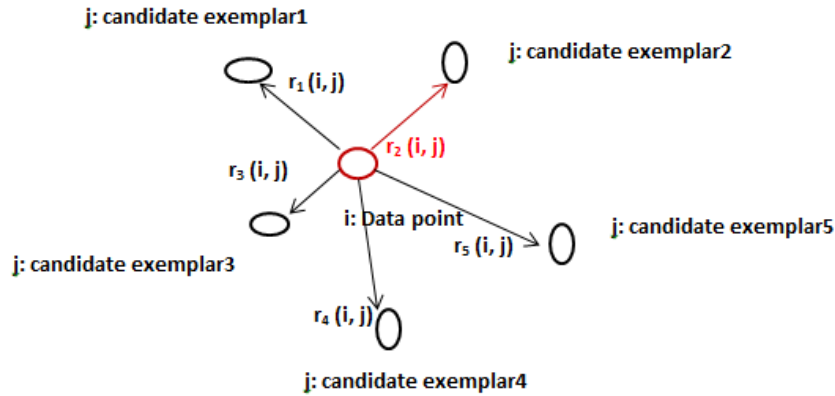 j: candidate exemplar1
j: candidate exemplar2
r₁ (i, j)
r₂ (i, j)
r₃ (i, j)
i: Data point
j: candidate exemplar5
r₅ (i, j)
j: candidate exemplar3
r₄ (i, j)
j: candidate exemplar4